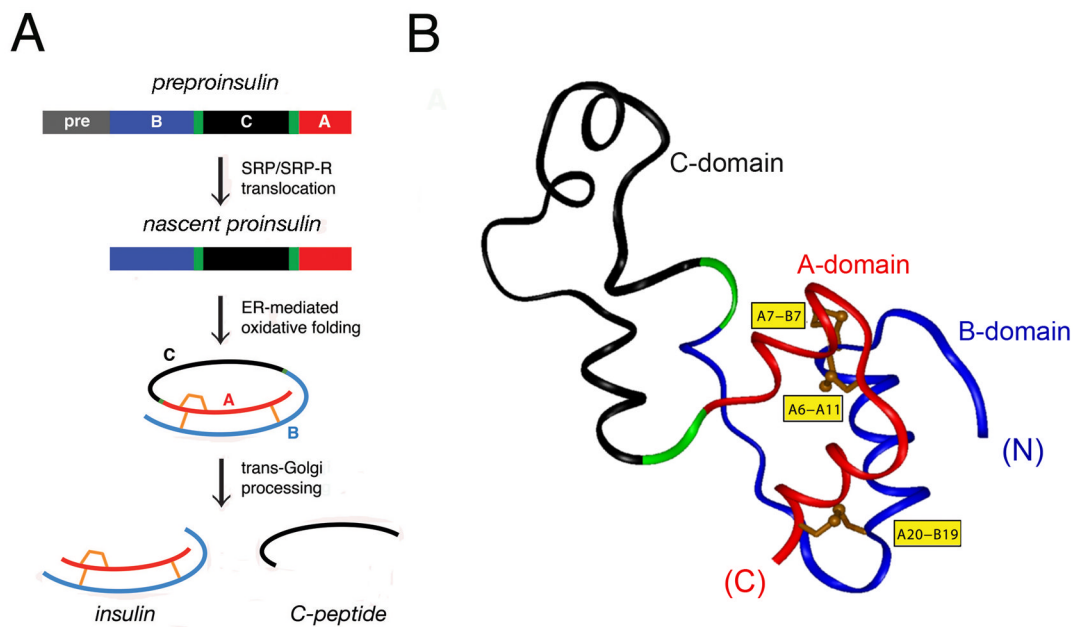 A
preproinsulin
pre
B
C
A
SRP/SRP-R
translocation
nascent proinsulin
ER-mediated
oxidative folding
C
A
B
trans-Golgi
processing
insulin
C-peptide
B
A
C-domain
A-domain
A7–B7
B-domain
A6–A11
(N)
A20–B19
(C)